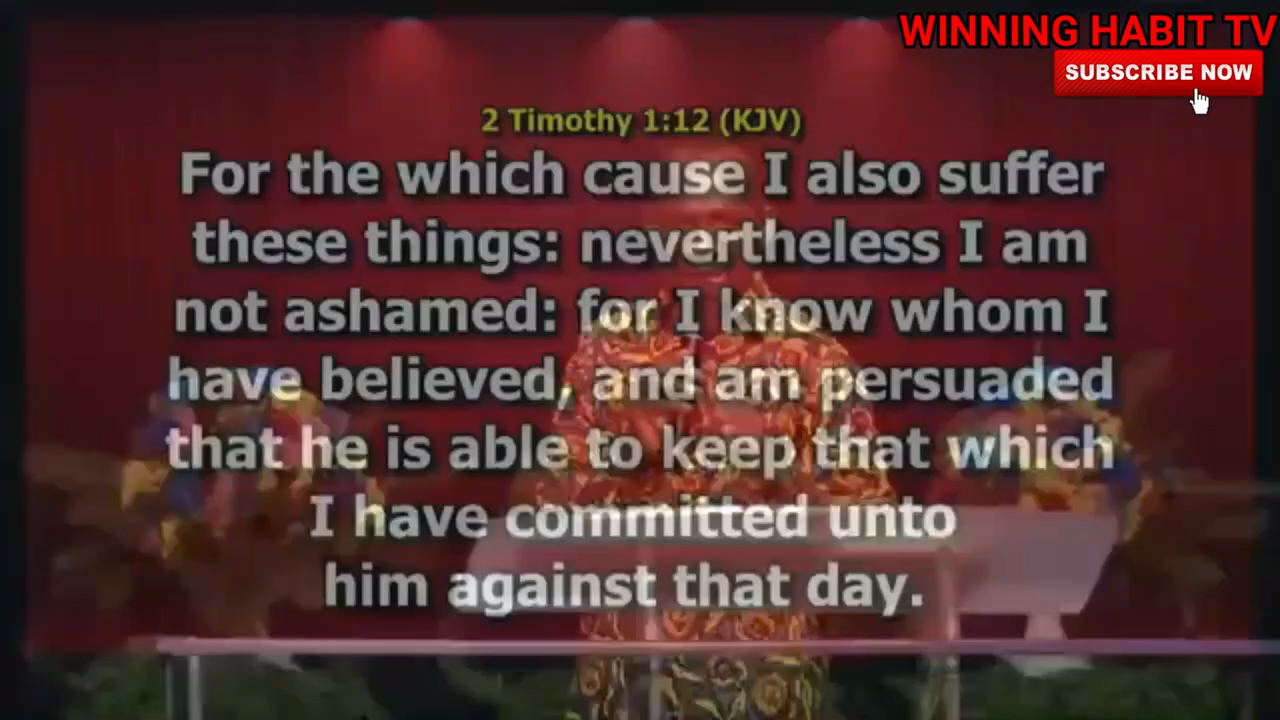 WINNING HABIT TV
SUBSCRIBE NOW
2 Timothy 1:12 (KJV)
For the which cause I also suffer
these things: nevertheless I am
not ashamed: for I know whom I
have believed, and am persuaded
that he is able to keep that which
I have committed unto
him against that day.